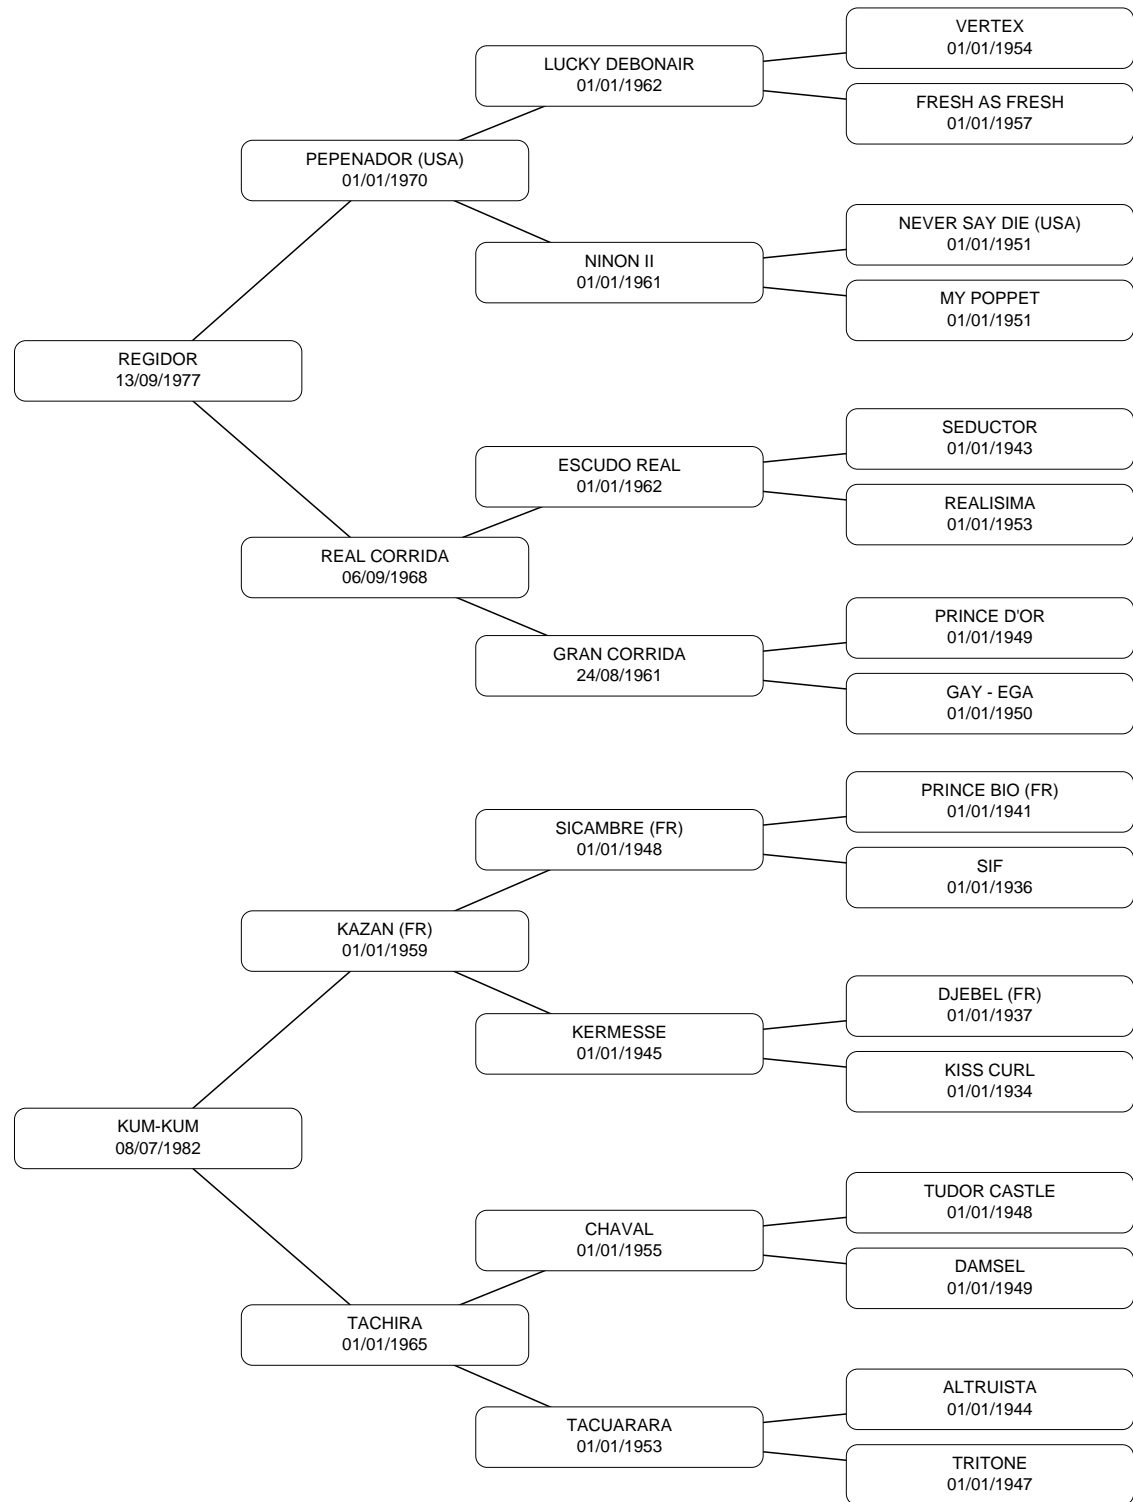 VERTEX
01/01/1954
LUCKY DEBONAIR
01/01/1962
FRESH AS FRESH
01/01/1957
PEPENADOR (USA)
01/01/1970
NEVER SAY DIE (USA)
01/01/1951
NINON II
01/01/1961
MY POPPET
01/01/1951
REGIDOR
13/09/1977
SEDUCTOR
01/01/1943
ESCUDO REAL
01/01/1962
REALISIMA
01/01/1953
REAL CORRIDA
06/09/1968
PRINCE D'OR
01/01/1949
GRAN CORRIDA
24/08/1961
GAY - EGA
01/01/1950
PRINCE BIO (FR)
01/01/1941
SICAMBRE (FR)
01/01/1948
SIF
01/01/1936
KAZAN (FR)
01/01/1959
DJEBEL (FR)
01/01/1937
KERMESSE
01/01/1945
KISS CURL
01/01/1934
KUM-KUM
08/07/1982
TUDOR CASTLE
01/01/1948
CHAVAL
01/01/1955
DAMSEL
01/01/1949
TACHIRA
01/01/1965
ALTRUISTA
01/01/1944
TACUARARA
01/01/1953
TRITONE
01/01/1947